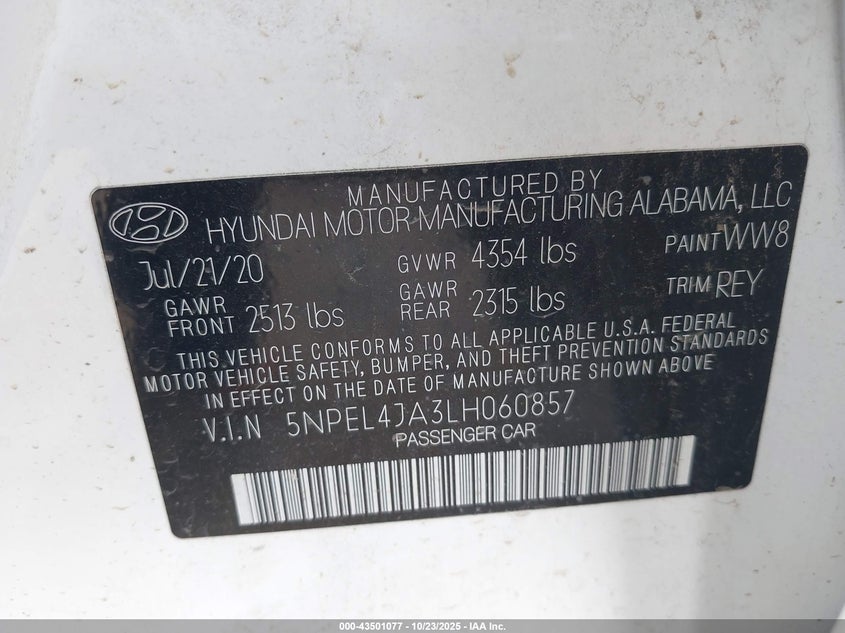 MANUFACTURED BY
HYUNDAI MOTOR MANUFACTURING ALABAMA, LLC
Jul/21/20 GVWR 4354 lbs PAINT WW8
GAWR FRONT 2513 lbs GAWR REAR 2315 lbs TRIM REY
THIS VEHICLE CONFORMS TO ALL APPLICABLE U.S.A. FEDERAL
MOTOR VEHICLE SAFETY, BUMPER, AND THEFT PREVENTION STANDARDS
IN EFFECT ON THE DATE OF MANUFACTURE SHOWN ABOVE
V.I.N 5NPEL4JA3LH060857
PASSENGER CAR
000-43501077 - 10/23/2025 - IAA Inc.